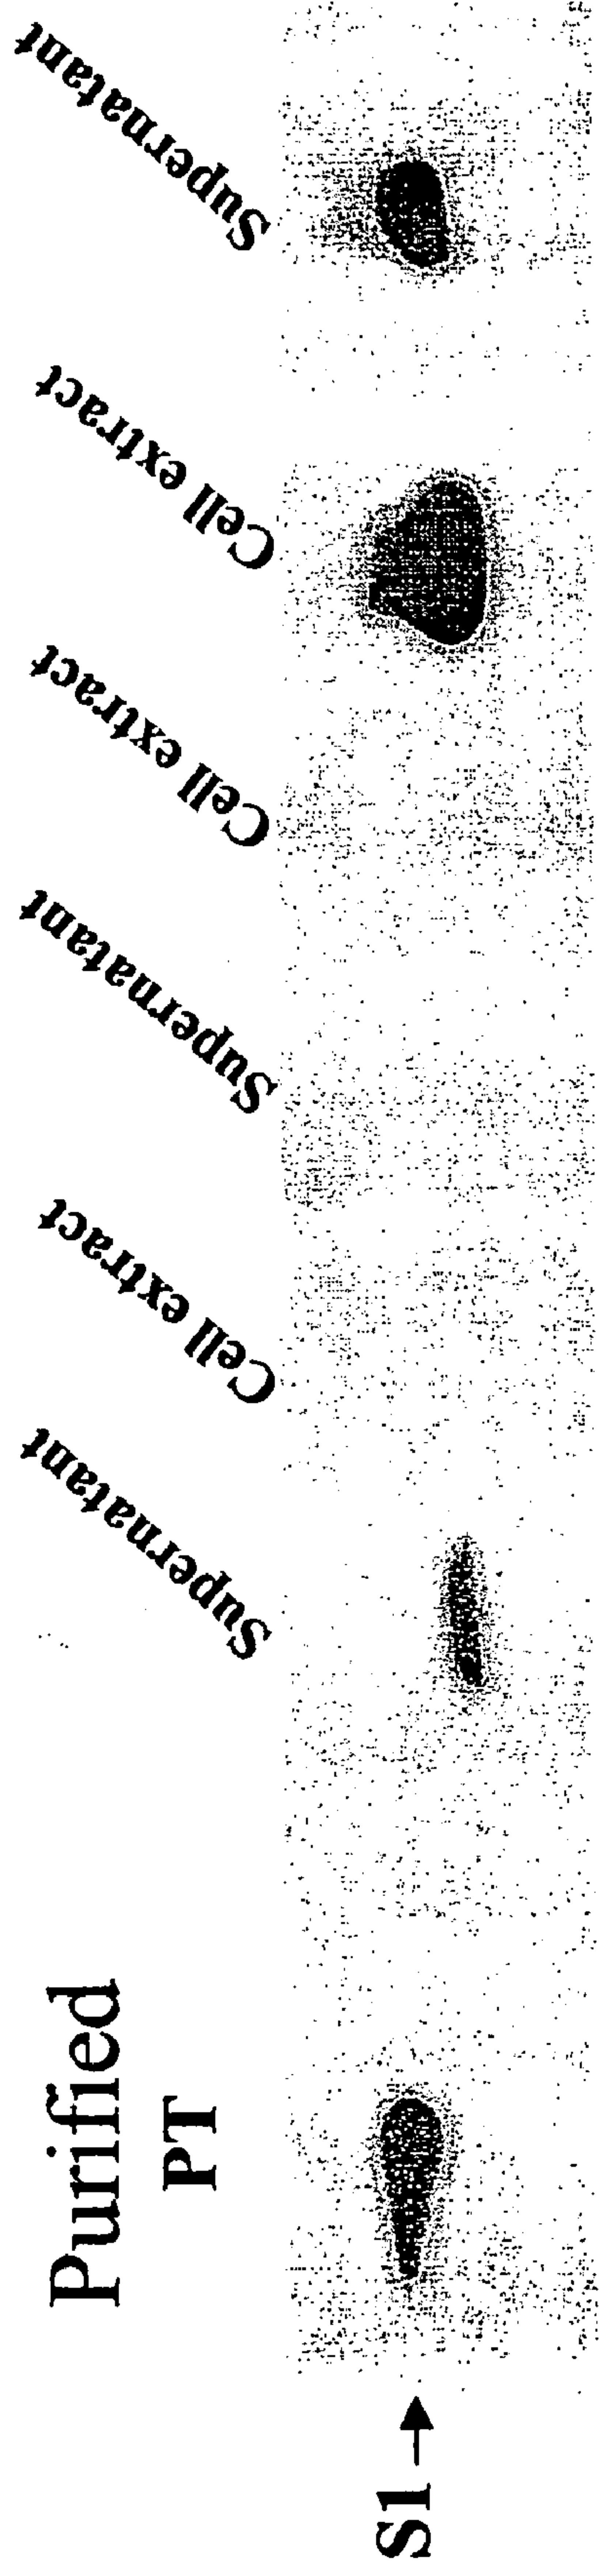 Purified
PT
Supernatant
Cell extract
Supernatant
Cell extract
Cell extract
Supernatant
S1